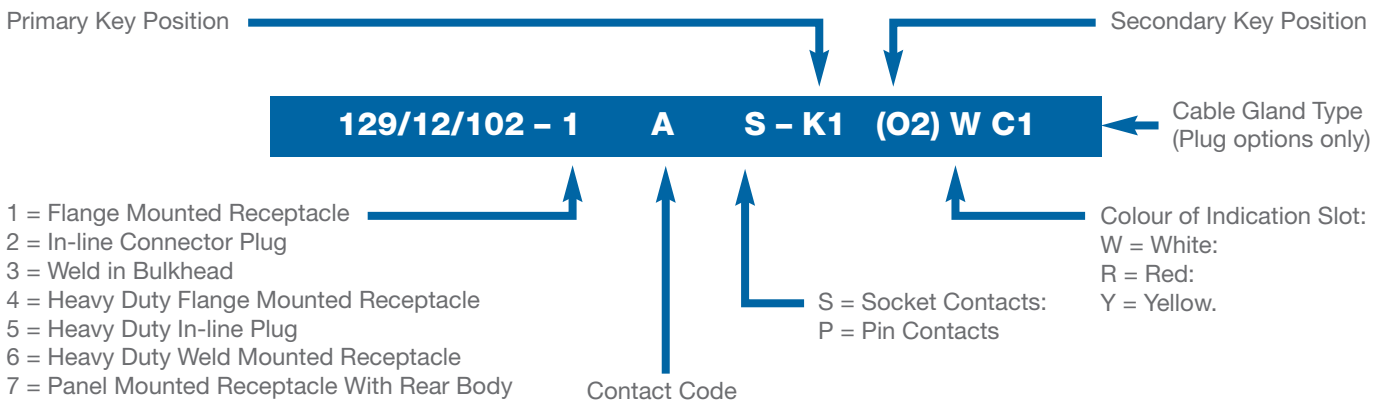 Primary Key Position
Secondary Key Position
129/12/102 – 1 A S – K1 (O2) W C1
Cable Gland Type
(Plug options only)
1 = Flange Mounted Receptacle
2 = In-line Connector Plug
3 = Weld in Bulkhead
4 = Heavy Duty Flange Mounted Receptacle
5 = Heavy Duty In-line Plug
6 = Heavy Duty Weld Mounted Receptacle
7 = Panel Mounted Receptacle With Rear Body
Contact Code
S = Socket Contacts:
P = Pin Contacts
Colour of Indication Slot:
W = White:
R = Red:
Y = Yellow.